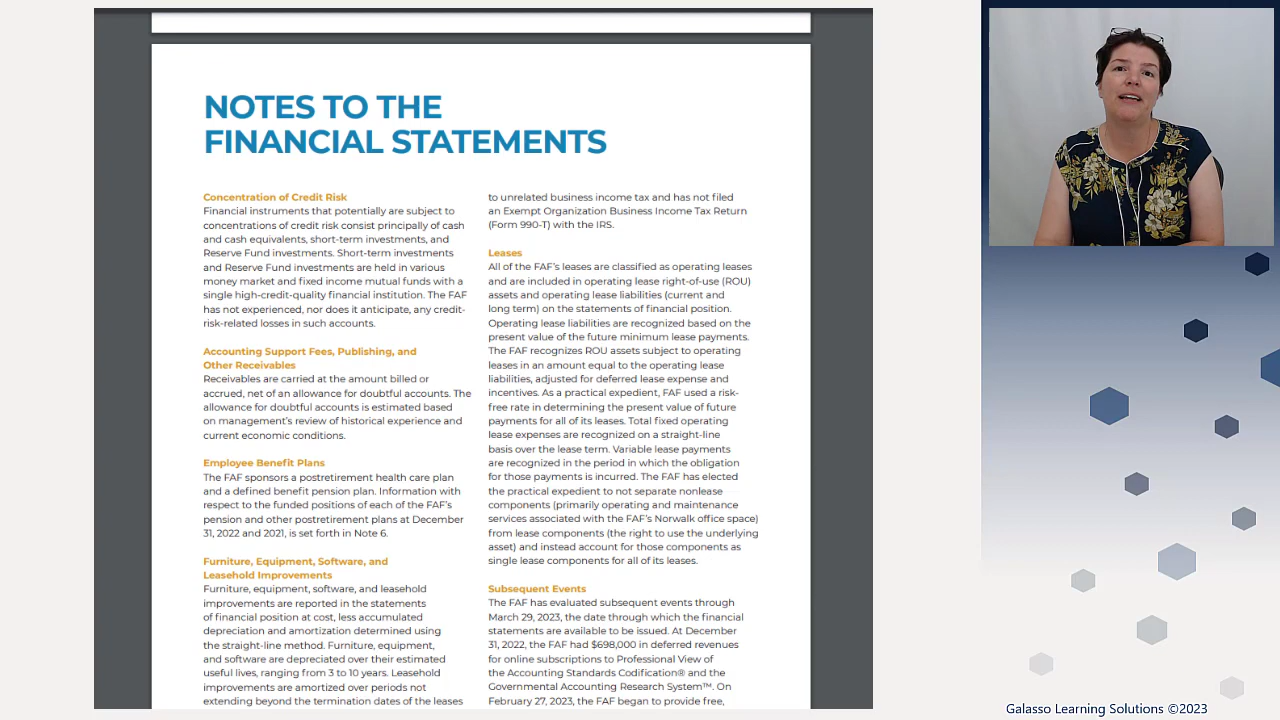 NOTES TO THE
FINANCIAL STATEMENTS
Concentration of Credit Risk
Financial instruments that potentially are subject to
concentrations of credit risk consist principally of cash
and cash equivalents, short-term investments, and
Reserve Fund investments. Short-term investments
and Reserve Fund investments are held in various
money market and fixed income mutual funds with a
single high-credit-quality financial institution. The FAF
has not experienced, nor does it anticipate, any credit-
risk-related losses in such accounts.
Accounting Support Fees, Publishing, and
Other Receivables
Receivables are carried at the amount billed or
accrued, net of an allowance for doubtful accounts. The
allowance for doubtful accounts is estimated based
on management's review of historical experience and
current economic conditions.
Employee Benefit Plans
The FAF sponsors a postretirement health care plan
and a defined benefit pension plan. Information with
respect to the funded positions of each of the FAF's
pension and other postretirement plans at December
31, 2022 and 2021, is set forth in Note 6.
Furniture, Equipment, Software, and
Leasehold Improvements
Furniture, equipment, software, and leasehold
improvements are reported in the statements
of financial position at cost, less accumulated
depreciation and amortization determined using
the straight-line method. Furniture, equipment,
and software are depreciated over their estimated
useful lives, ranging from 3 to 10 years. Leasehold
improvements are amortized over periods not
extending beyond the termination dates of the leases
to unrelated business income tax and has not filed
an Exempt Organization Business Income Tax Return
(Form 990-T) with the IRS.
Leases
All of the FAF's leases are classified as operating leases
and are included in operating lease right-of-use (ROU)
assets and operating lease liabilities (current and
long term) on the statements of financial position.
Operating lease liabilities are recognized based on the
present value of the future minimum lease payments.
The FAF recognizes ROU assets subject to operating
leases in an amount equal to the operating lease
liabilities, adjusted for deferred lease expense and
incentives. As a practical expedient, FAF used a risk-
free rate in determining the present value of future
payments for all of its leases. Total fixed operating
lease expenses are recognized on a straight-line
basis over the lease term. Variable lease payments
are recognized in the period in which the obligation
for those payments is incurred. The FAF has elected
the practical expedient to not separate nonlease
components (primarily operating and maintenance
services associated with the FAF's Norwalk office space)
from lease components (the right to use the underlying
asset) and instead account for those components as
single lease components for all of its leases.
Subsequent Events
The FAF has evaluated subsequent events through
March 29, 2023, the date through which the financial
statements are available to be issued. At December
31, 2022, the FAF had $698,000 in deferred revenues
for online subscriptions to Professional View of
the Accounting Standards Codification® and the
Governmental Accounting Research System™. On
February 27, 2023, the FAF began to provide free,
Galasso Learning Solutions ©2023